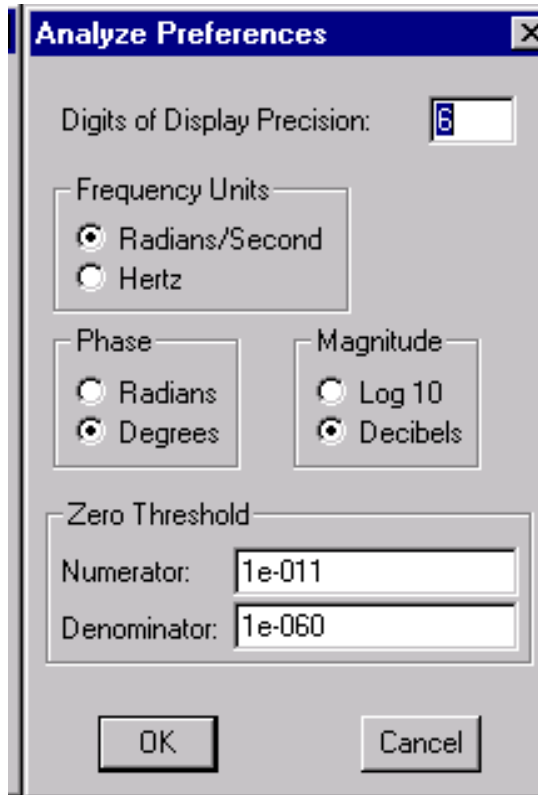 Analyze Preferences
Digits of Display Precision: 6
Frequency Units
Radians/Second
Hertz
Phase
Radians
Degrees
Magnitude
Log 10
Decibels
Zero Threshold
Numerator: 1e-011
Denominator: 1e-060
OK Cancel